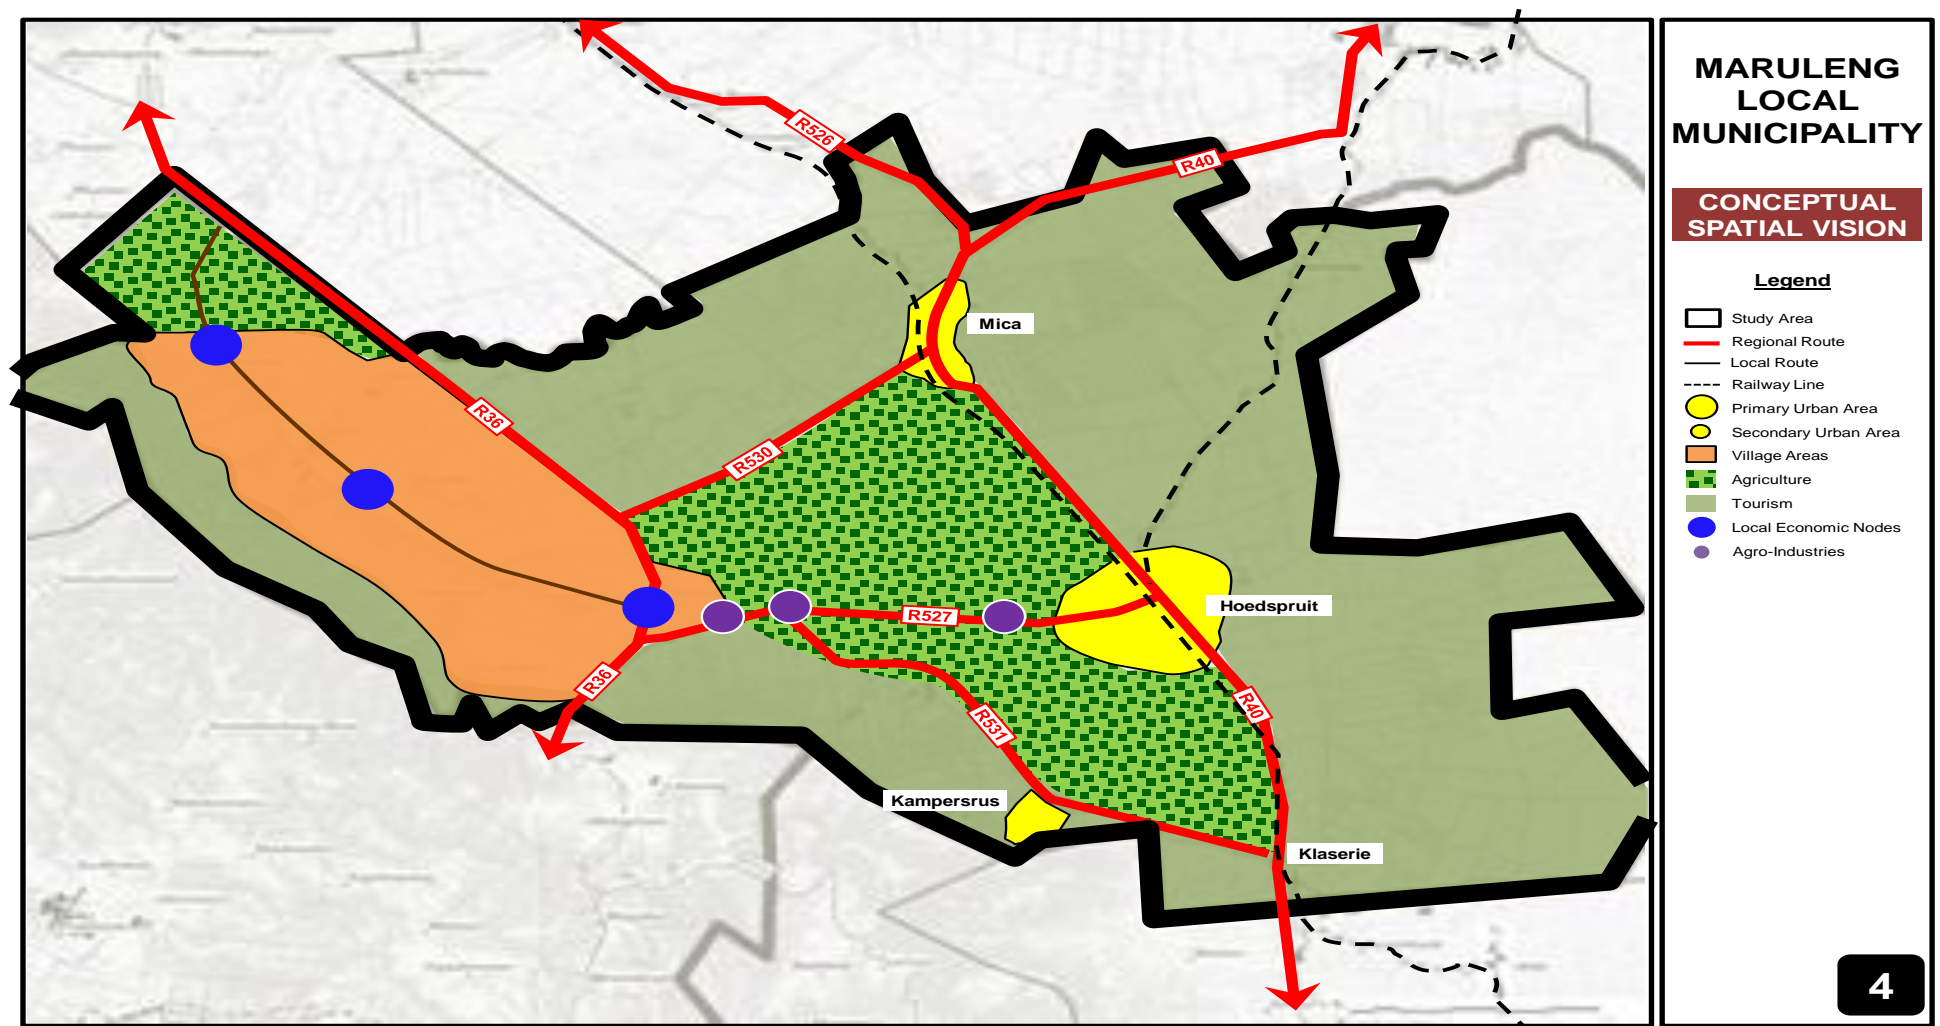 MARULENG
LOCAL
MUNICIPALITY
CONCEPTUAL
SPATIAL VISION
Legend
Study Area
Regional Route
Local Route
Railway Line
Primary Urban Area
Secondary Urban Area
Village Areas
Agriculture
Tourism
Local Economic Nodes
Agro-Industries
4
R526
R40
Mica
R36
R530
Hoedspruit
R527
R36
R40
R531
Kampersrus
Klaserie